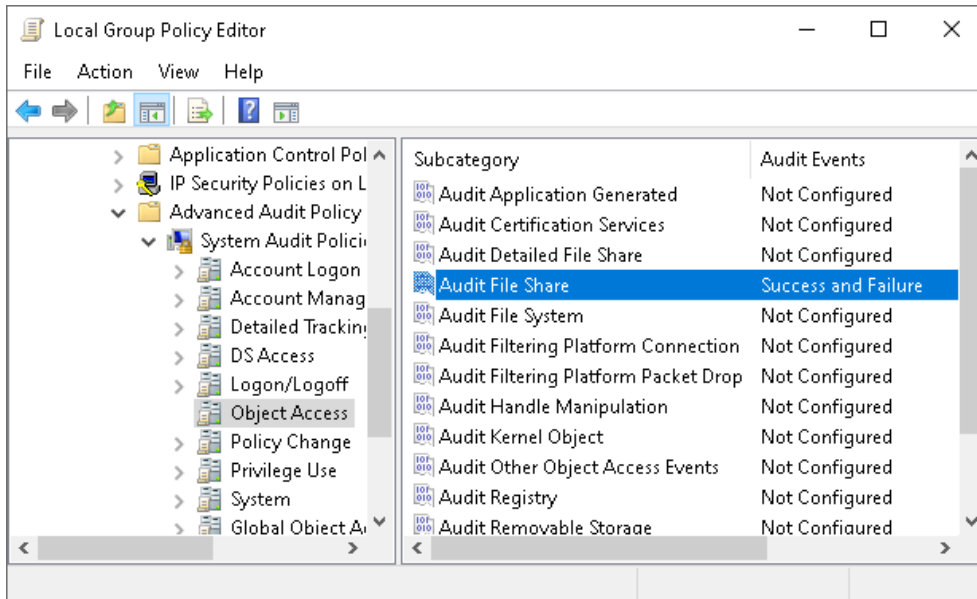 Local Group Policy Editor
File Action View Help
Application Control Pol
IP Security Policies on L
Advanced Audit Policy
System Audit Polici
Account Logon
Account Manag
Detailed Tracking
DS Access
Logon/Logoff
Object Access
Policy Change
Privilege Use
System
Global Object A
Subcategory Audit Events
Audit Application Generated Not Configured
Audit Certification Services Not Configured
Audit Detailed File Share Not Configured
Audit File Share Success and Failure
Audit File System Not Configured
Audit Filtering Platform Connection Not Configured
Audit Filtering Platform Packet Drop Not Configured
Audit Handle Manipulation Not Configured
Audit Kernel Object Not Configured
Audit Other Object Access Events Not Configured
Audit Registry Not Configured
Audit Removable Storage Not Configured